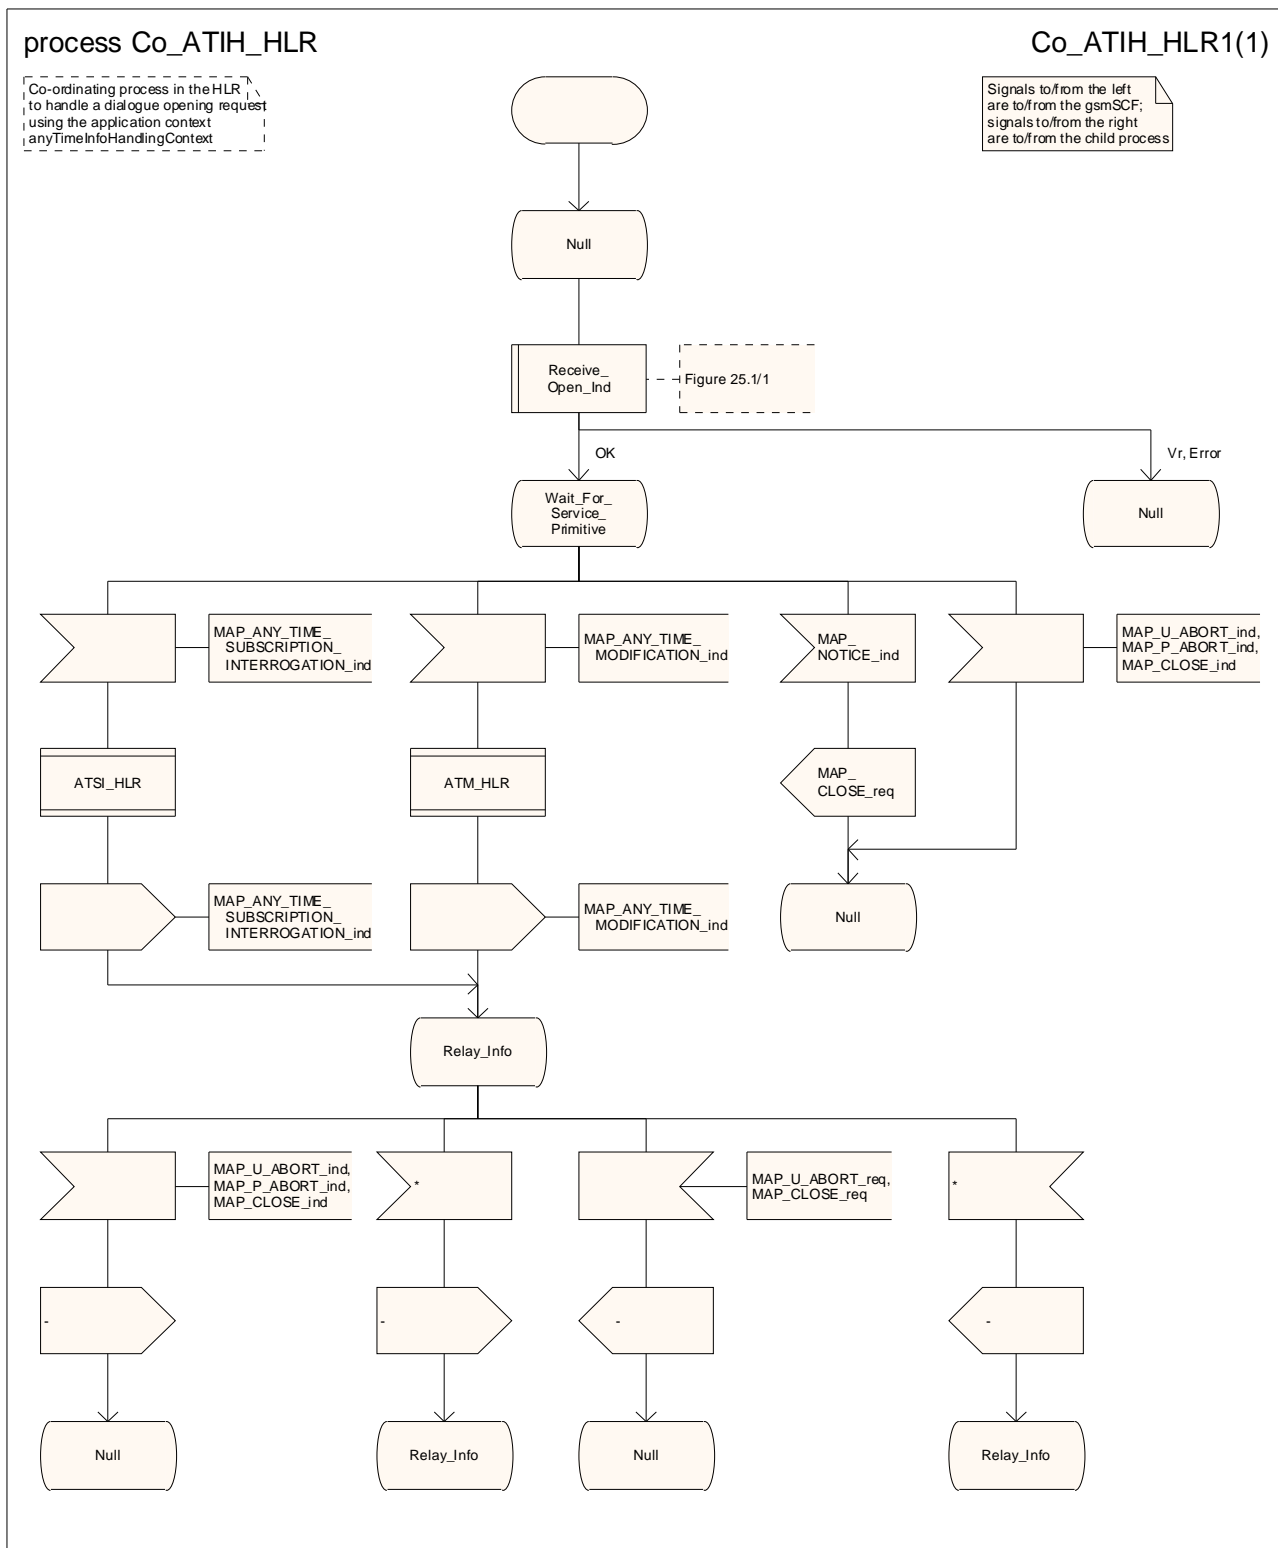 process Co_ATIH_HLR
Co_ATIH_HLR1(1)
Co-ordinating process in the HLR
to handle a dialogue opening request
using the application context
anyTimeInfoHandlingContext
Signals to/from the left
are to/from the gsmSCF;
signals to/from the right
are to/from the child process
Null
Receive_
Open_Ind
Figure 25.1/1
OK
Vr, Error
Wait_For_
Service_
Primitive
Null
MAP_ANY_TIME_
SUBSCRIPTION_
INTERROGATION_ind
MAP_ANY_TIME_
MODIFICATION_ind
MAP_
NOTICE_ind
MAP_U_ABORT_ind,
MAP_P_ABORT_ind,
MAP_CLOSE_ind
ATSI_HLR
ATM_HLR
MAP_
CLOSE_req
MAP_ANY_TIME_
SUBSCRIPTION_
INTERROGATION_ind
MAP_ANY_TIME_
MODIFICATION_ind
Null
Relay_Info
MAP_U_ABORT_ind,
MAP_P_ABORT_ind,
MAP_CLOSE_ind
*
MAP_U_ABORT_req,
MAP_CLOSE_req
*
-
-
-
-
Null
Relay_Info
Null
Relay_Info